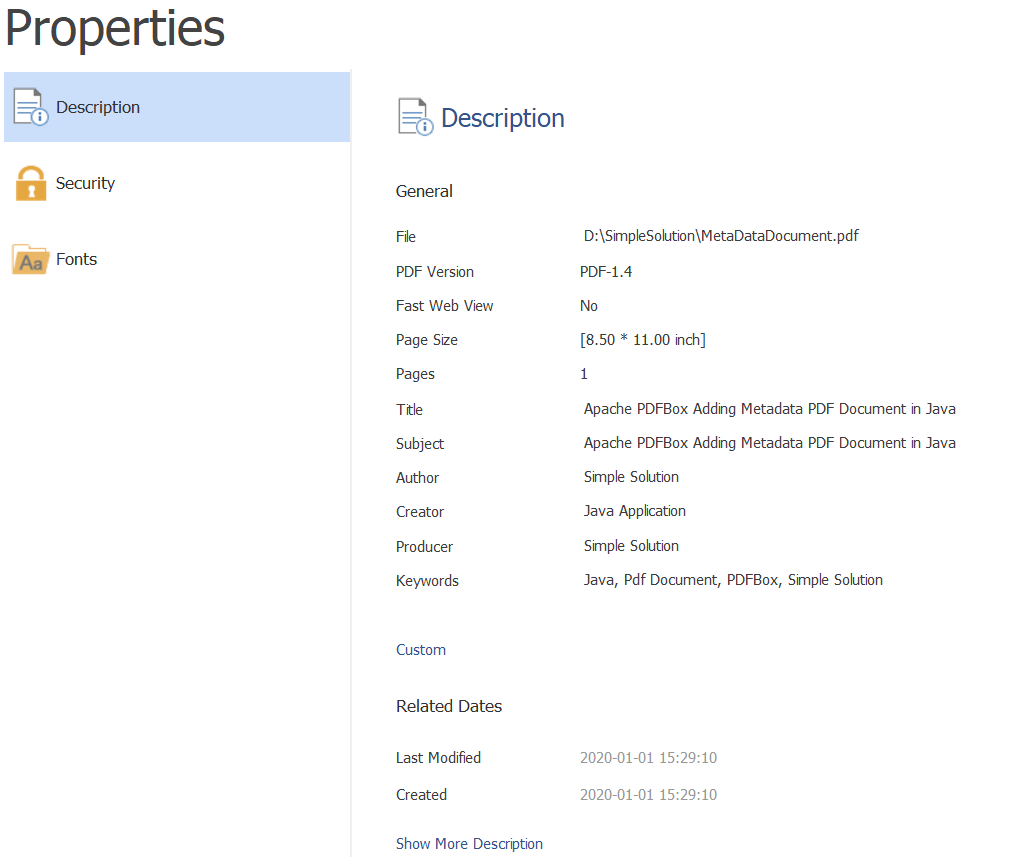 Properties
Description
Security
Fonts
Description
General
File D:\SimpleSolution\MetaDataDocument.pdf
PDF Version PDF-1.4
Fast Web View No
Page Size [8.50 * 11.00 inch]
Pages 1
Title Apache PDFBox Adding Metadata PDF Document in Java
Subject Apache PDFBox Adding Metadata PDF Document in Java
Author Simple Solution
Creator Java Application
Producer Simple Solution
Keywords Java, Pdf Document, PDFBox, Simple Solution
Custom
Related Dates
Last Modified 2020-01-01 15:29:10
Created 2020-01-01 15:29:10
Show More Description